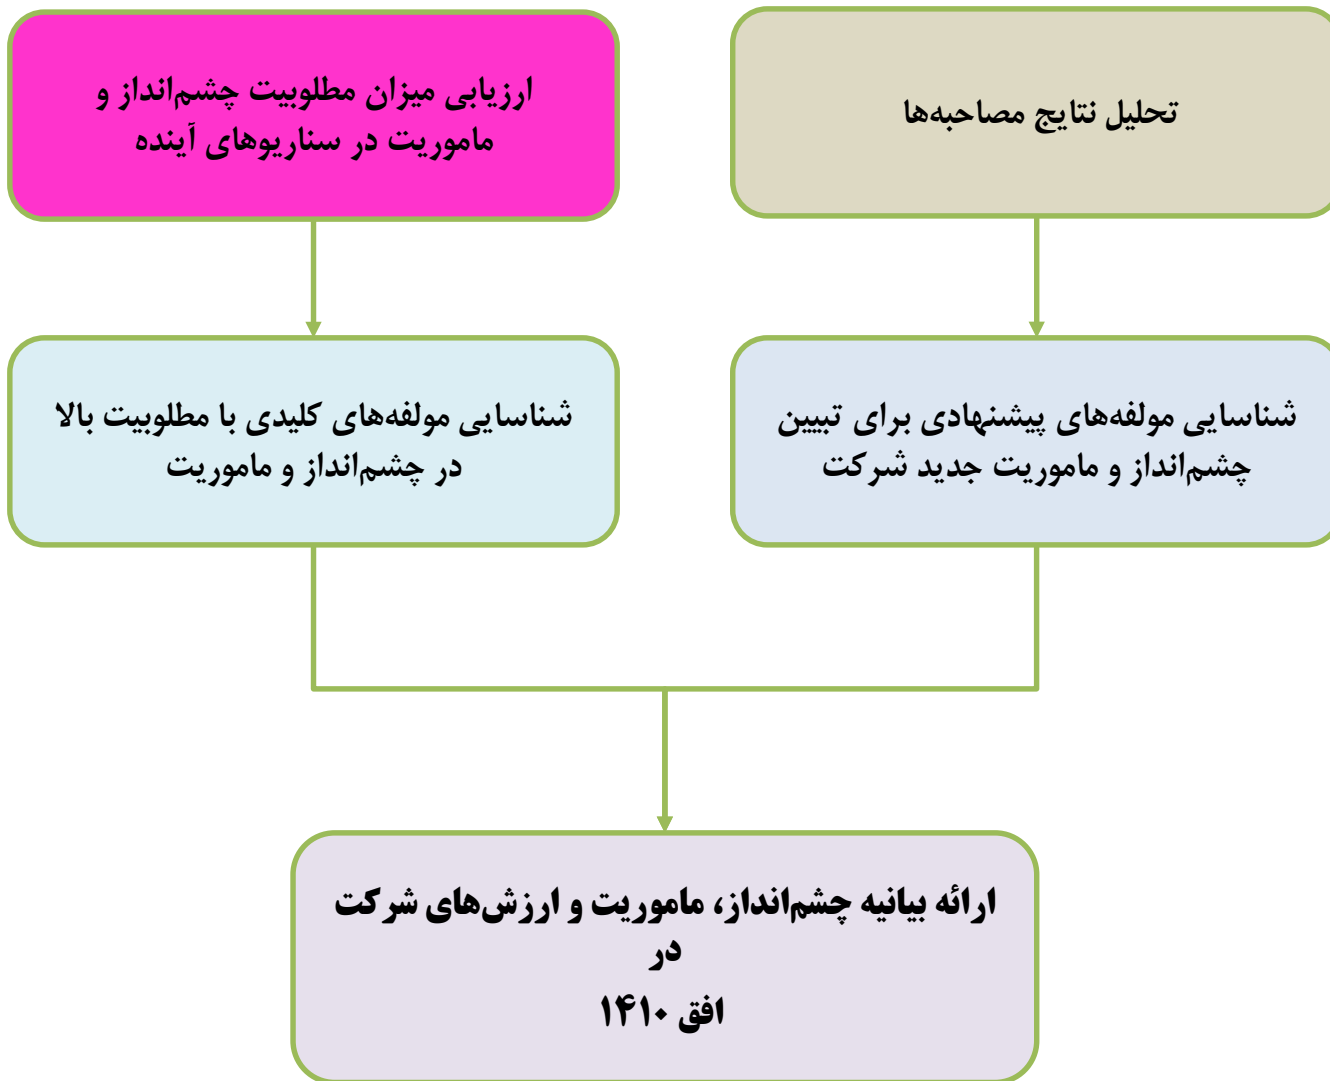 تحلیل نتایج مصاحبه‌ها
ارزیابی میزان مطلوبیت چشم‌انداز و
ماموریت در سناریوهای آینده
شناسایی مولفه‌های پیشنهادی برای تبیین
چشم‌انداز و ماموریت جدید شرکت
شناسایی مولفه‌های کلیدی با مطلوبیت بالا
در چشم‌انداز و ماموریت
ارائه بیانیه چشم‌انداز، ماموریت و ارزش‌های شرکت
در
افق ۱۴۱۰